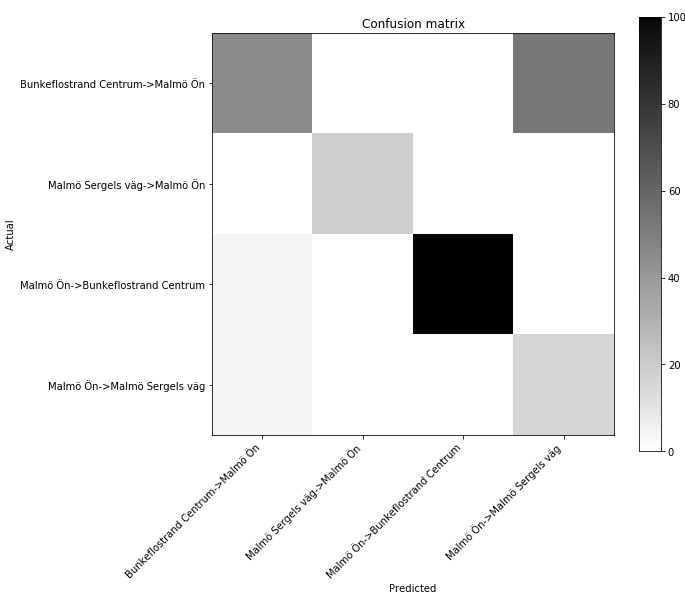 Confusion matrix
Actual
Bunkeflostrand Centrum->Malmö Ön
Malmö Sergels väg->Malmö Ön
Malmö Ön->Bunkeflostrand Centrum
Malmö Ön->Malmö Sergels väg
100
80
60
40
20
0
Bunkeflostrand Centrum->Malmö Ön
Malmö Sergels väg->Malmö Ön
Malmö Ön->Bunkeflostrand Centrum
Malmö Ön->Malmö Sergels väg
Predicted